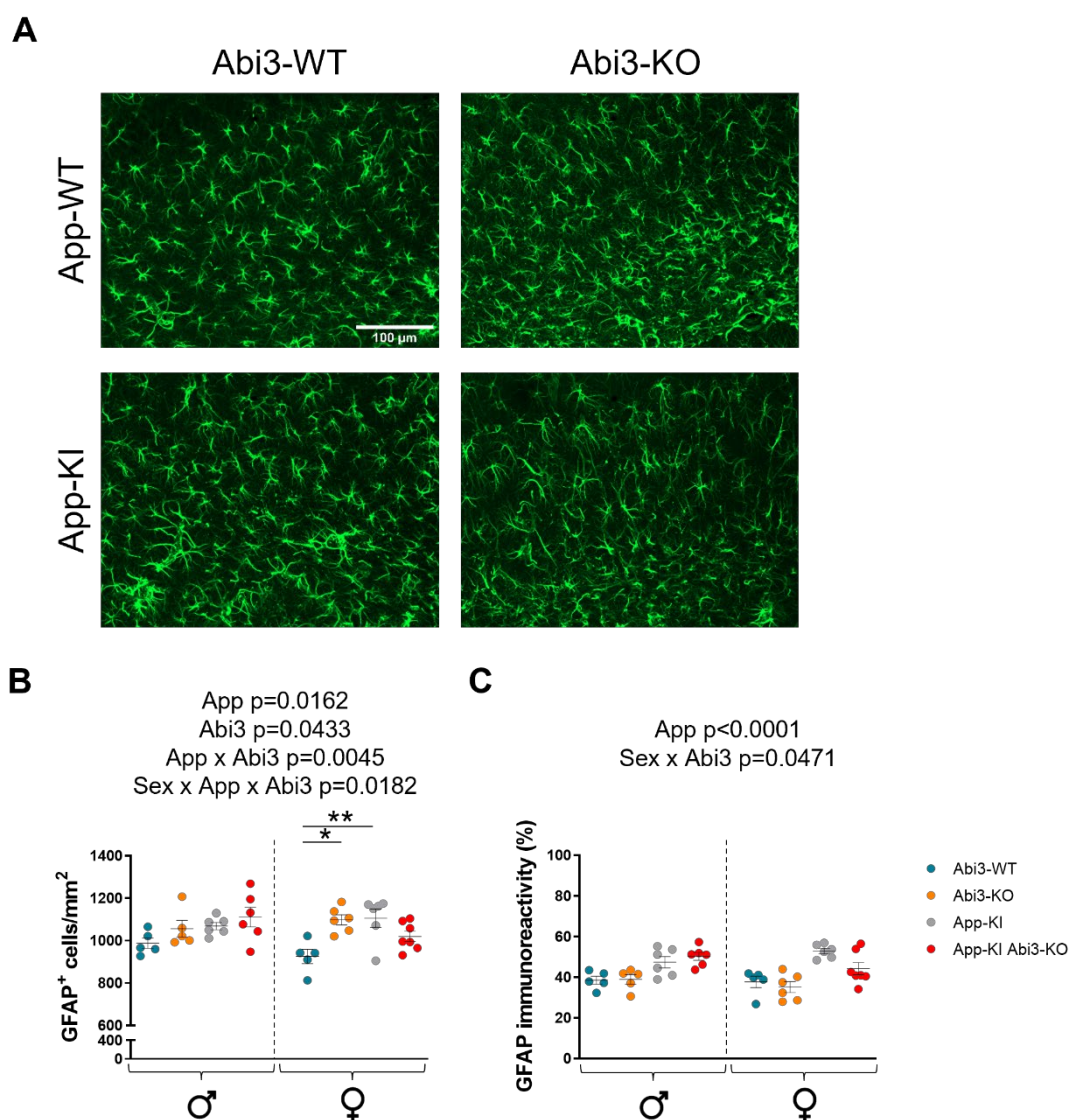 A
Abi3-WT
Abi3-KO
App-WT
100 µm
App-KI
B
App p=0.0162
Abi3 p=0.0433
App x Abi3 p=0.0045
Sex x App x Abi3 p=0.0182
**
*
GFAP⁺ cells/mm²
1400
1200
1000
800
600
400
0
♂
♀
C
App p<0.0001
Sex x Abi3 p=0.0471
GFAP immunoreactivity (%)
100
80
60
40
20
0
♂
♀
Abi3-WT
Abi3-KO
App-KI
App-KI Abi3-KO